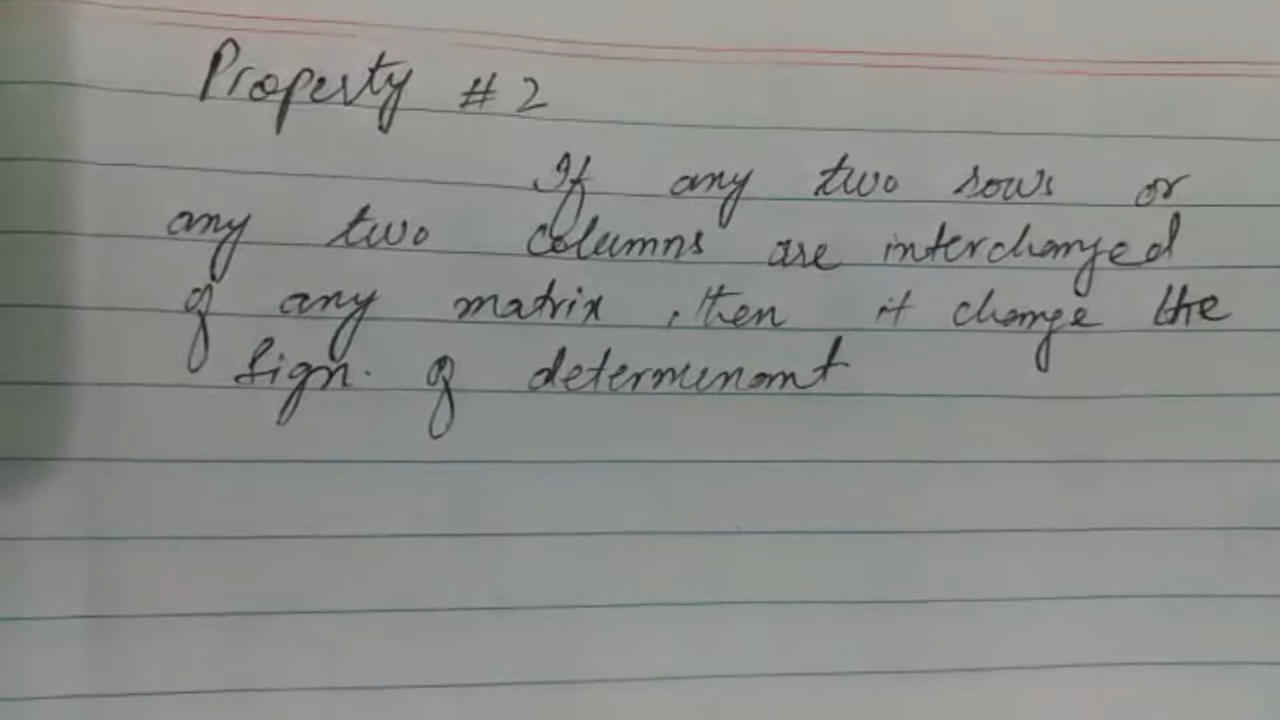 Property # 2
If any two rows or
any two columns are interchanged
of any matrix, then it change the
sign. of determinant